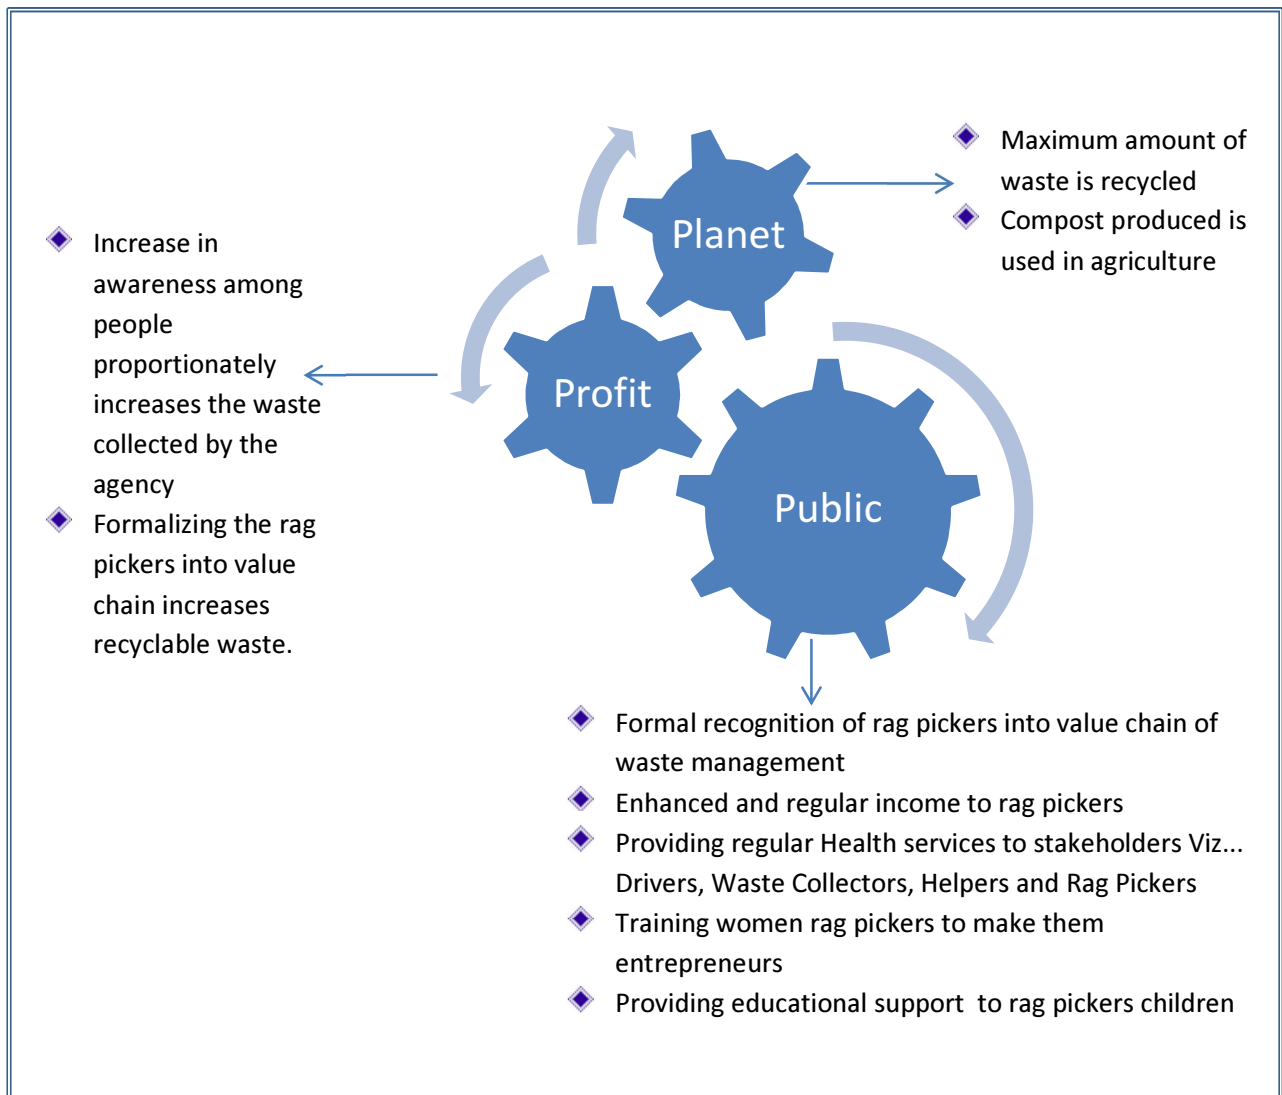 Planet
Maximum amount of
waste is recycled
Compost produced is
used in agriculture
Profit
Increase in
awareness among
people
proportionately
increases the waste
collected by the
agency
Formalizing the rag
pickers into value
chain increases
recyclable waste.
Public
Formal recognition of rag pickers into value chain of
waste management
Enhanced and regular income to rag pickers
Providing regular Health services to stakeholders Viz...
Drivers, Waste Collectors, Helpers and Rag Pickers
Training women rag pickers to make them
entrepreneurs
Providing educational support  to rag pickers children